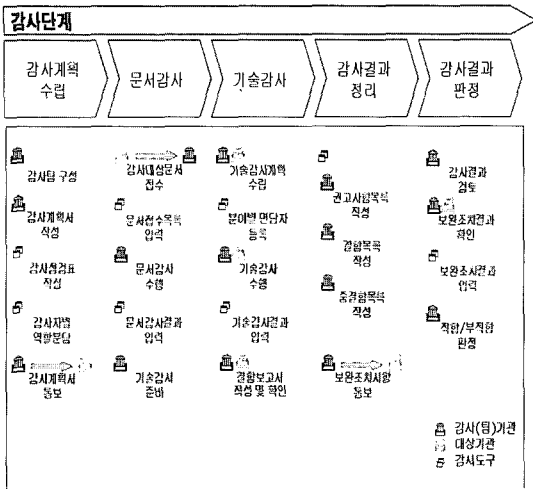 감사단계
감사계획
수립
문서감사
기술감사
감사결과
정리
감사결과
판정
감사팀 구성
감사계획서
작성
감사점검표
작성
감사자별
역할분담
감사계획서
통보
감사대상문서
접수
문서접수목록
입력
문서감사
수행
문서감사결과
입력
기술감사
준비
기술감사계획
수립
분야별 면담자
등록
기술감사
수행
기술감사결과
입력
결함보고서
작성 및 확인
권고사항목록
작성
결함목록
작성
중결함목록
작성
보완조치사항
통보
감사결과
검토
보완조치결과
확인
보완조치결과
입력
적합/부적합
판정
감사(팀)기관
대상기관
감사도구